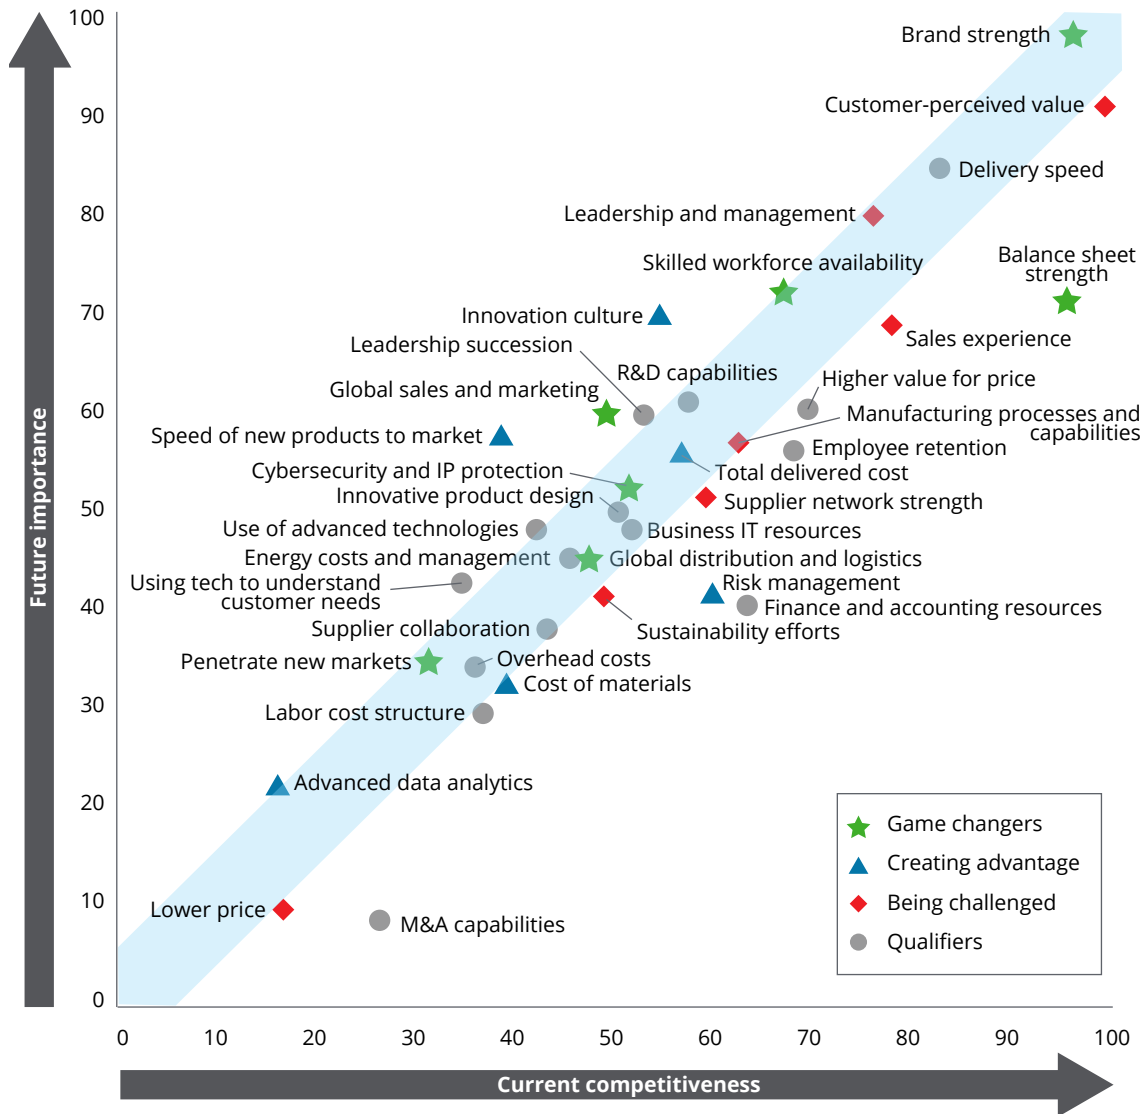 100
Brand strength
Customer-perceived value
90
Delivery speed
80
Leadership and management
Balance sheet
strength
Skilled workforce availability
70
Innovation culture
Sales experience
Leadership succession
R&D capabilities
Higher value for price
Global sales and marketing
60
Manufacturing processes and
capabilities
Speed of new products to market
Employee retention
Cybersecurity and IP protection
Total delivered cost
Innovative product design
Supplier network strength
50
Use of advanced technologies
Business IT resources
Energy costs and management
Global distribution and logistics
Using tech to understand
customer needs
Risk management
40
Finance and accounting resources
Supplier collaboration
Sustainability efforts
Penetrate new markets
Overhead costs
Cost of materials
30
Labor cost structure
Advanced data analytics
20
10
Lower price
M&A capabilities
0
Future importance
Game changers
Creating advantage
Being challenged
Qualifiers
0 10 20 30 40 50 60 70 80 90 100
Current competitiveness